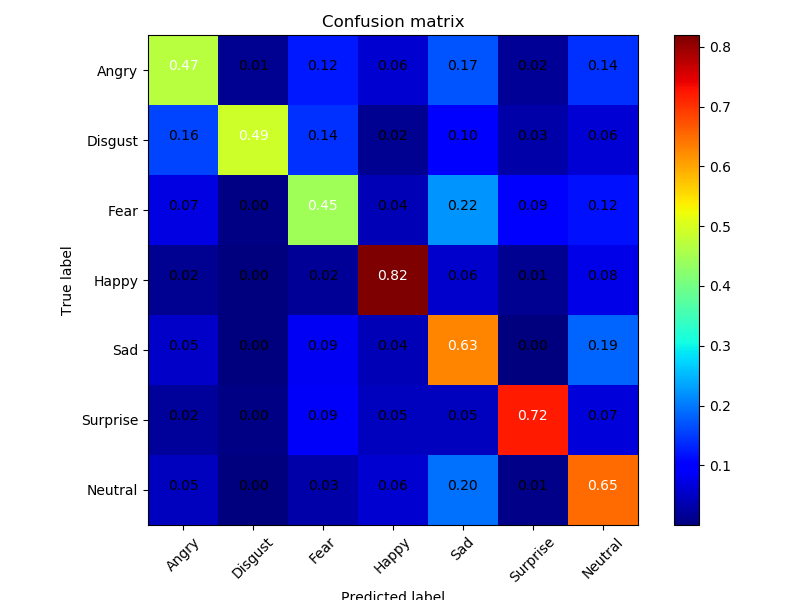 Confusion matrix
Angry 0.47 0.01 0.12 0.06 0.17 0.02 0.14
Disgust 0.16 0.49 0.14 0.02 0.10 0.03 0.06
Fear 0.07 0.00 0.45 0.04 0.22 0.09 0.12
Happy 0.02 0.00 0.02 0.82 0.06 0.01 0.08
Sad 0.05 0.00 0.09 0.04 0.63 0.00 0.19
Surprise 0.02 0.00 0.09 0.05 0.05 0.72 0.07
Neutral 0.05 0.00 0.03 0.06 0.20 0.01 0.65
Angry Disgust Fear Happy Sad Surprise Neutral
True label
Predicted label
0.8
0.7
0.6
0.5
0.4
0.3
0.2
0.1